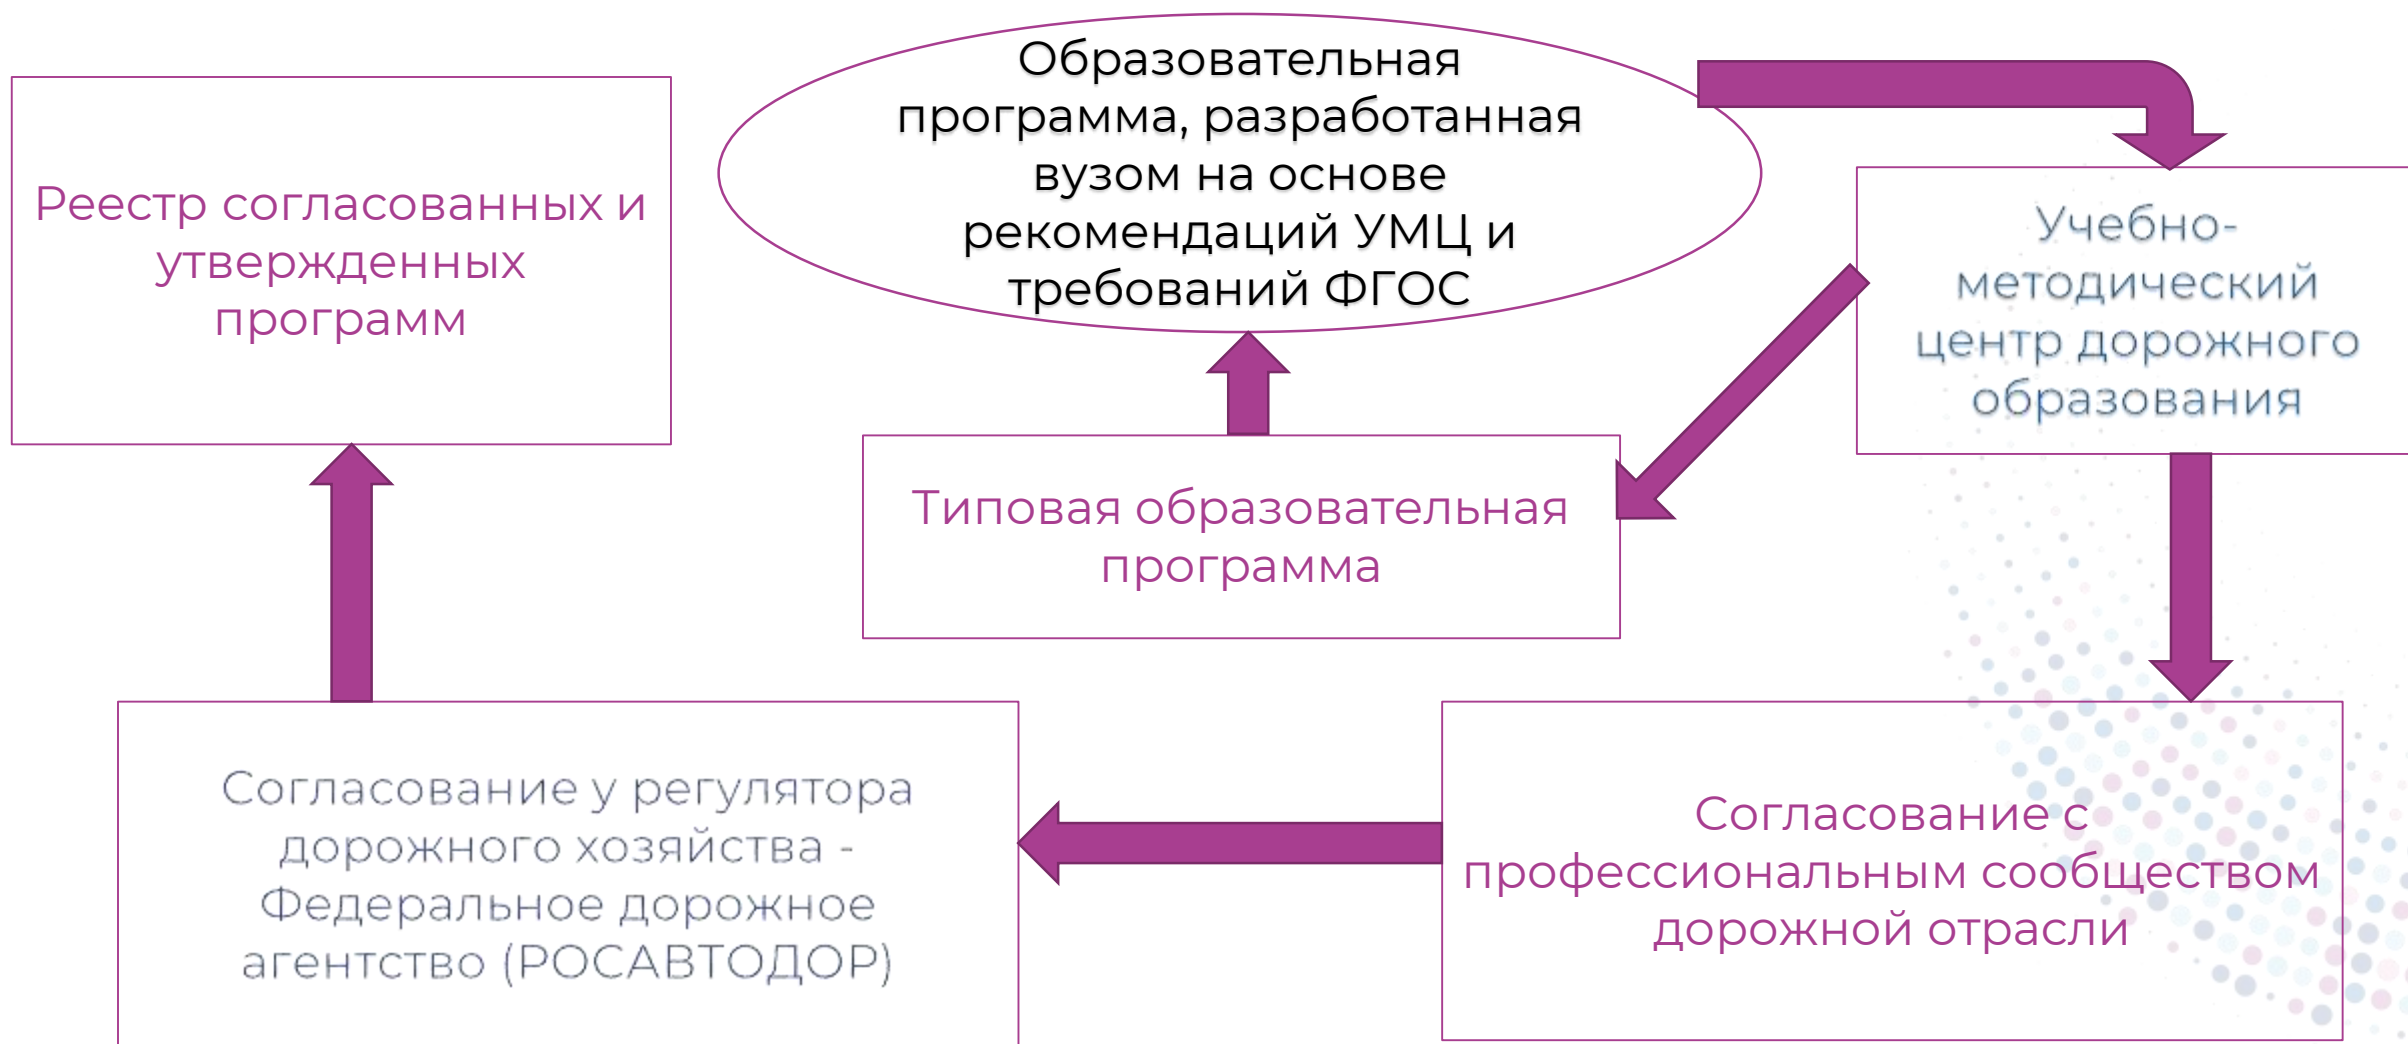 Образовательная
программа, разработанная
вузом на основе
рекомендаций УМЦ и
требований ФГОС
Реестр согласованных и
утвержденных
программ
Учебно-
методический
центр дорожного
образования
Типовая образовательная
программа
Согласование у регулятора
дорожного хозяйства -
Федеральное дорожное
агентство (РОСАВТОДОР)
Согласование с
профессиональным сообществом
дорожной отрасли